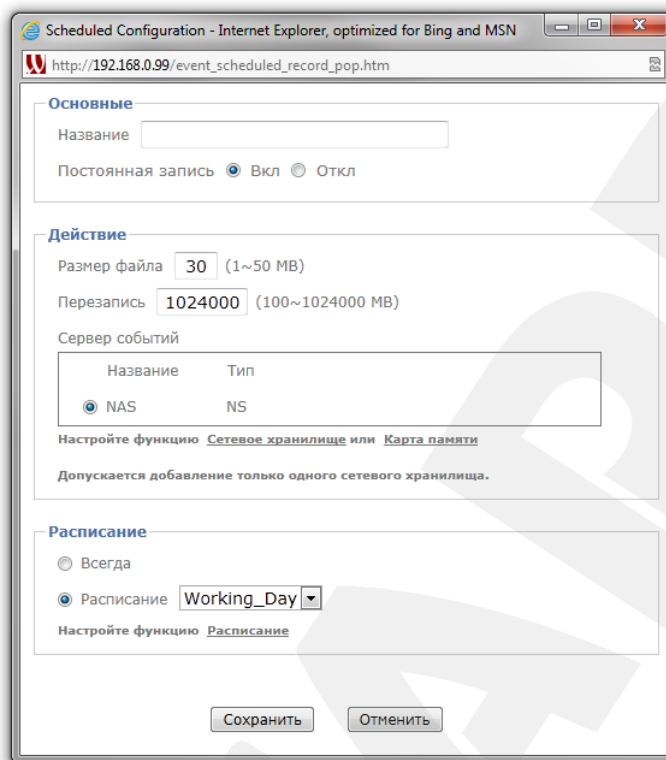 Scheduled Configuration - Internet Explorer, optimized for Bing and MSN
http://192.168.0.99/event_scheduled_record_pop.htm
Основные
Название
Постоянная запись Вкл Откл
Действие
Размер файла 30 (1~50 MB)
Перезапись 1024000 (100~1024000 MB)
Сервер событий
Название Тип
NAS NS
Настройте функцию Сетевое хранилище или Карта памяти
Допускается добавление только одного сетевого хранилища.
Расписание
Всегда
Расписание Working_Day
Настройте функцию Расписание
Сохранить Отменить